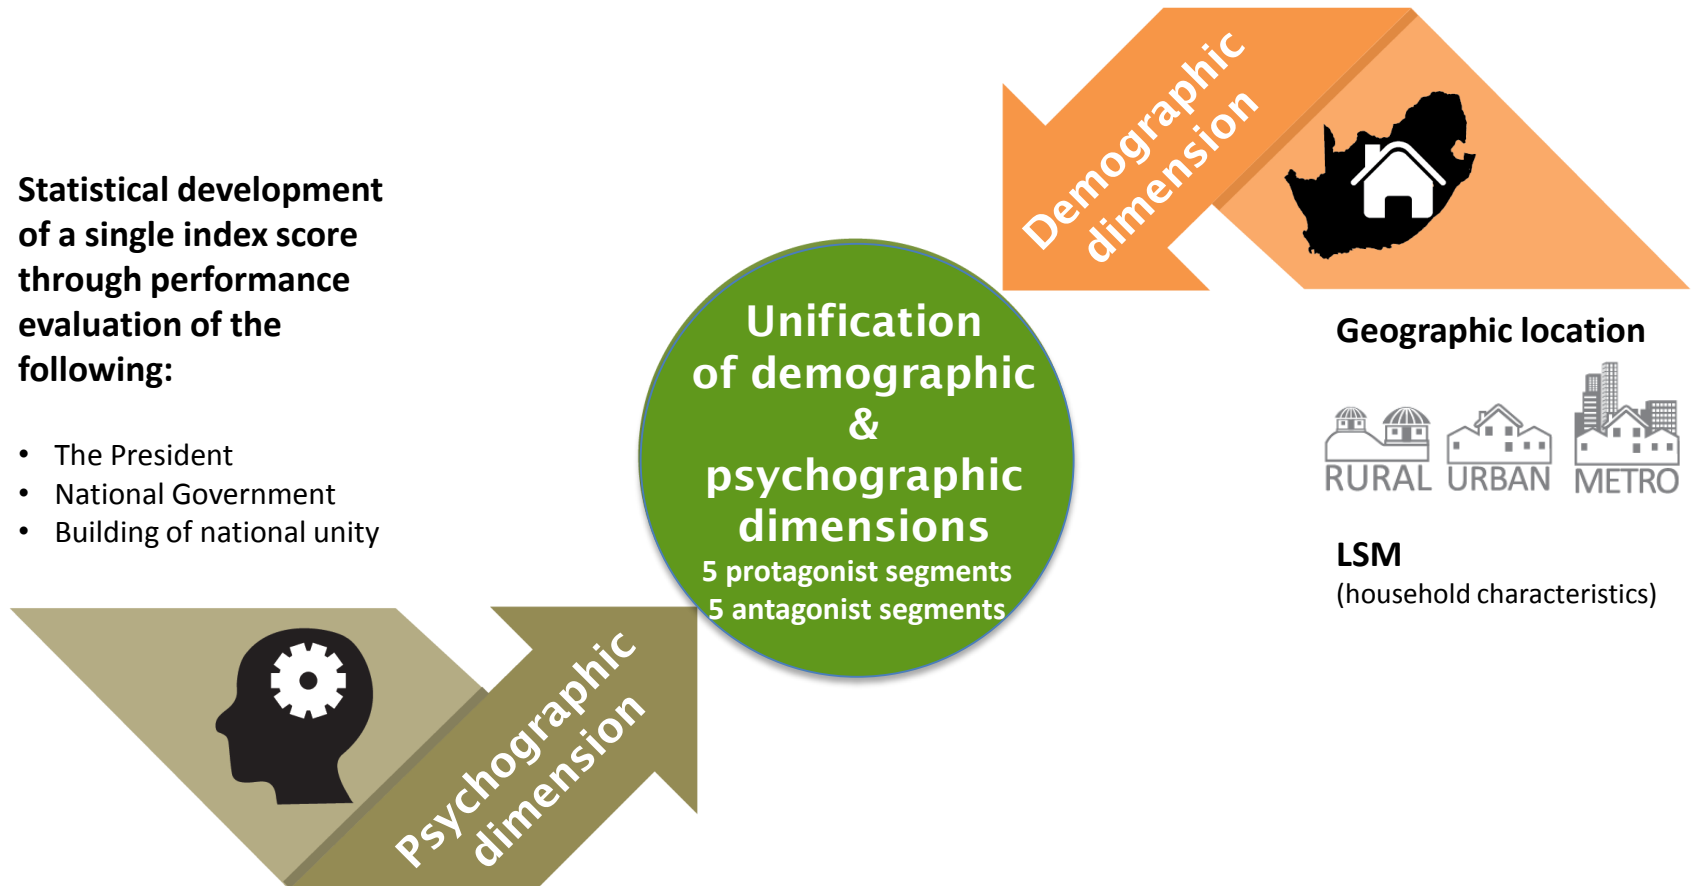 Statistical development
of a single index score
through performance
evaluation of the
following:
• The President
• National Government
• Building of national unity
Psychographic
dimension
Unification
of demographic
&
psychographic
dimensions
5 protagonist segments
5 antagonist segments
Demographic
dimension
Geographic location
RURAL URBAN METRO
LSM
(household characteristics)